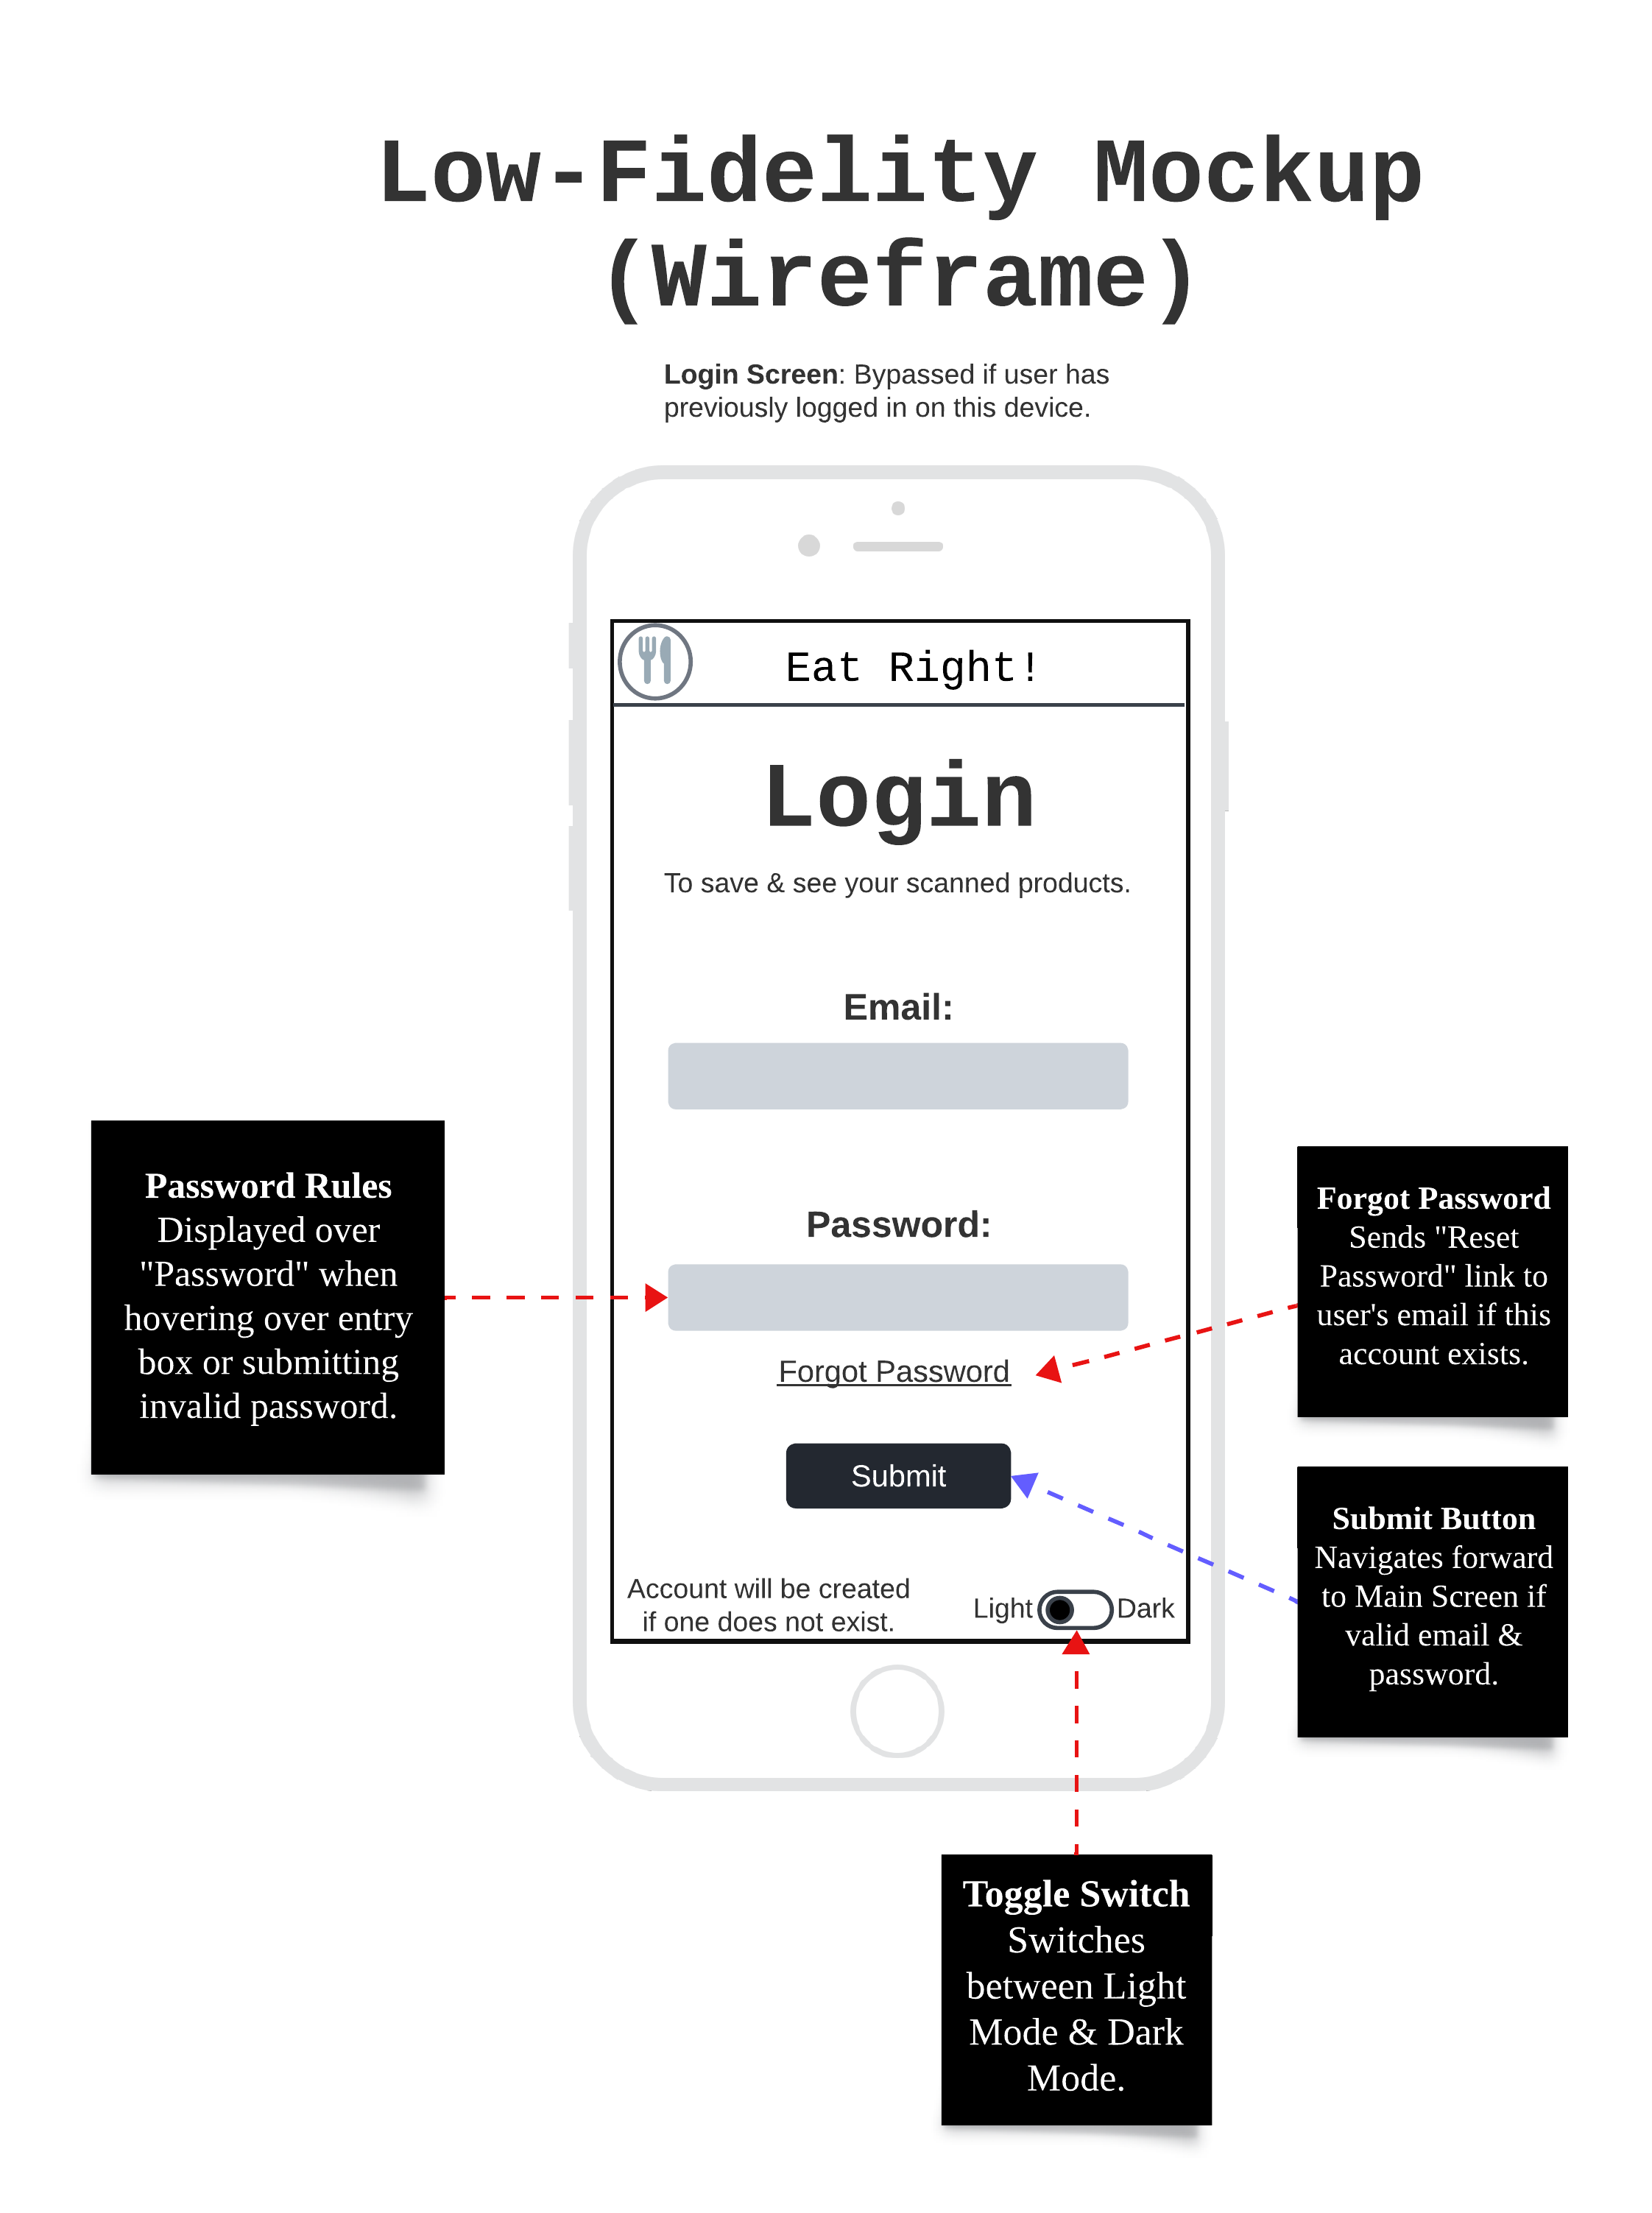 Low-Fidelity Mockup
(Wireframe)
Login Screen: Bypassed if user has
previously logged in on this device.
Eat Right!
Login
To save & see your scanned products.
Email:
Password:
Forgot Password
Submit
Account will be created
if one does not exist.
Light
Dark
Password Rules
Displayed over
"Password" when
hovering over entry
box or submitting
invalid password.
Forgot Password
Sends "Reset
Password" link to
user's email if this
account exists.
Submit Button
Navigates forward
to Main Screen if
valid email &
password.
Toggle Switch
Switches
between Light
Mode & Dark
Mode.